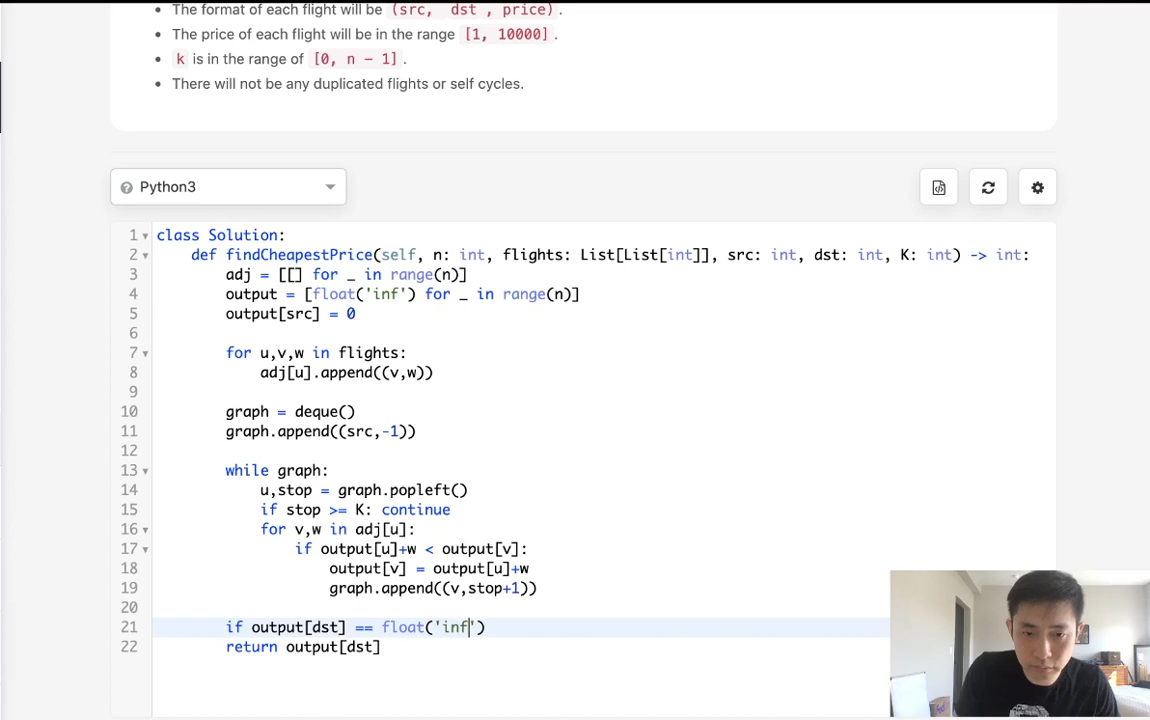 • The format of each flight will be (src, dst , price) .
• The price of each flight will be in the range [1, 10000] .
• k is in the range of [0, n - 1] .
• There will not be any duplicated flights or self cycles.
Python3
1 class Solution:
2 def findCheapestPrice(self, n: int, flights: List[List[int]], src: int, dst: int, K: int) -> int:
3 adj = [[] for _ in range(n)]
4 output = [float('inf') for _ in range(n)]
5 output[src] = 0
6
7 for u,v,w in flights:
8 adj[u].append((v,w))
9
10 graph = deque()
11 graph.append((src,-1))
12
13 while graph:
14 u,stop = graph.popleft()
15 if stop >= K: continue
16 for v,w in adj[u]:
17 if output[u]+w < output[v]:
18 output[v] = output[u]+w
19 graph.append((v,stop+1))
20
21 if output[dst] == float('inf')
22 return output[dst]